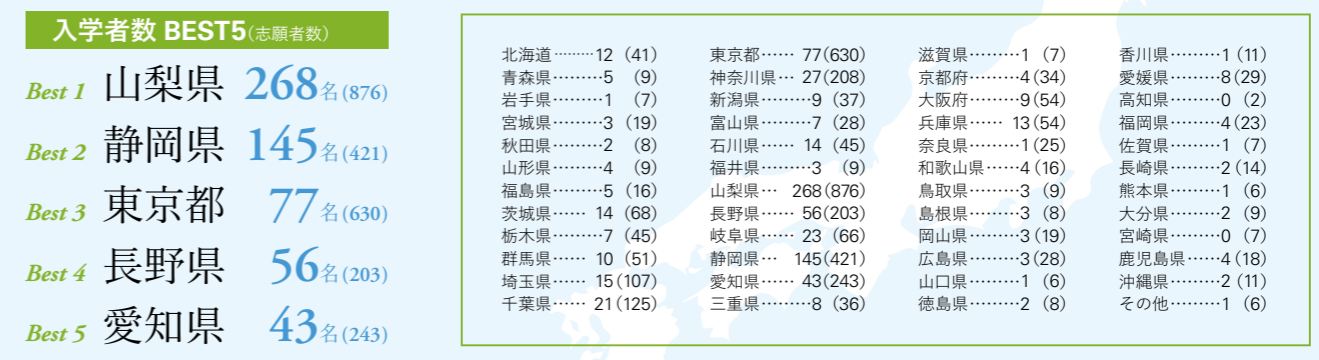 入学者数 BEST5(志願者数)
Best 1 山梨県 268名(876)
Best 2 静岡県 145名(421)
Best 3 東京都 77名(630)
Best 4 長野県 56名(203)
Best 5 愛知県 43名(243)
北海道………12 (41)
青森県………5 (9)
岩手県………1 (7)
宮城県………3 (19)
秋田県………2 (8)
山形県………4 (9)
福島県………5 (16)
茨城県…… 14 (68)
栃木県………7 (45)
群馬県…… 10 (51)
埼玉県…… 15(107)
千葉県…… 21(125)
東京都…… 77(630)
神奈川県… 27(208)
新潟県………9 (37)
富山県………7 (28)
石川県…… 14 (45)
福井県………3 (9)
山梨県… 268(876)
長野県…… 56(203)
岐阜県…… 23 (66)
静岡県… 145(421)
愛知県…… 43(243)
三重県………8 (36)
滋賀県………1 (7)
京都府………4(34)
大阪府………9(54)
兵庫県…… 13(54)
奈良県………1(25)
和歌山県……4(16)
鳥取県………3 (9)
島根県………3 (8)
岡山県………3(19)
広島県………3(28)
山口県………1 (6)
徳島県………2 (8)
香川県………1(11)
愛媛県………8(29)
高知県………0 (2)
福岡県………4(23)
佐賀県………1 (7)
長崎県………2(14)
熊本県………1 (6)
大分県………2 (9)
宮崎県………0 (7)
鹿児島県……4(18)
沖縄県………2(11)
その他………1 (6)